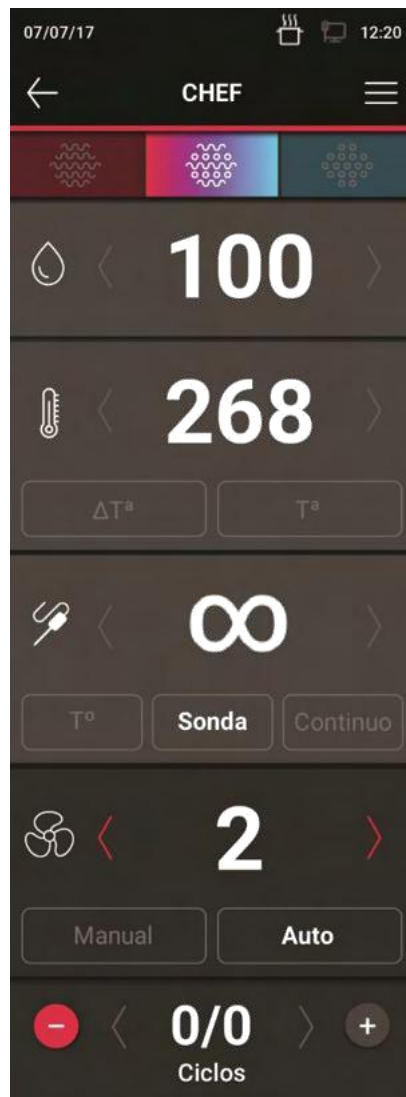 07/07/17 12:20
CHEF
100
268
ΔTª Tª
∞
Tº Sonda Continuo
2
Manual Auto
− 0/0 +
Ciclos